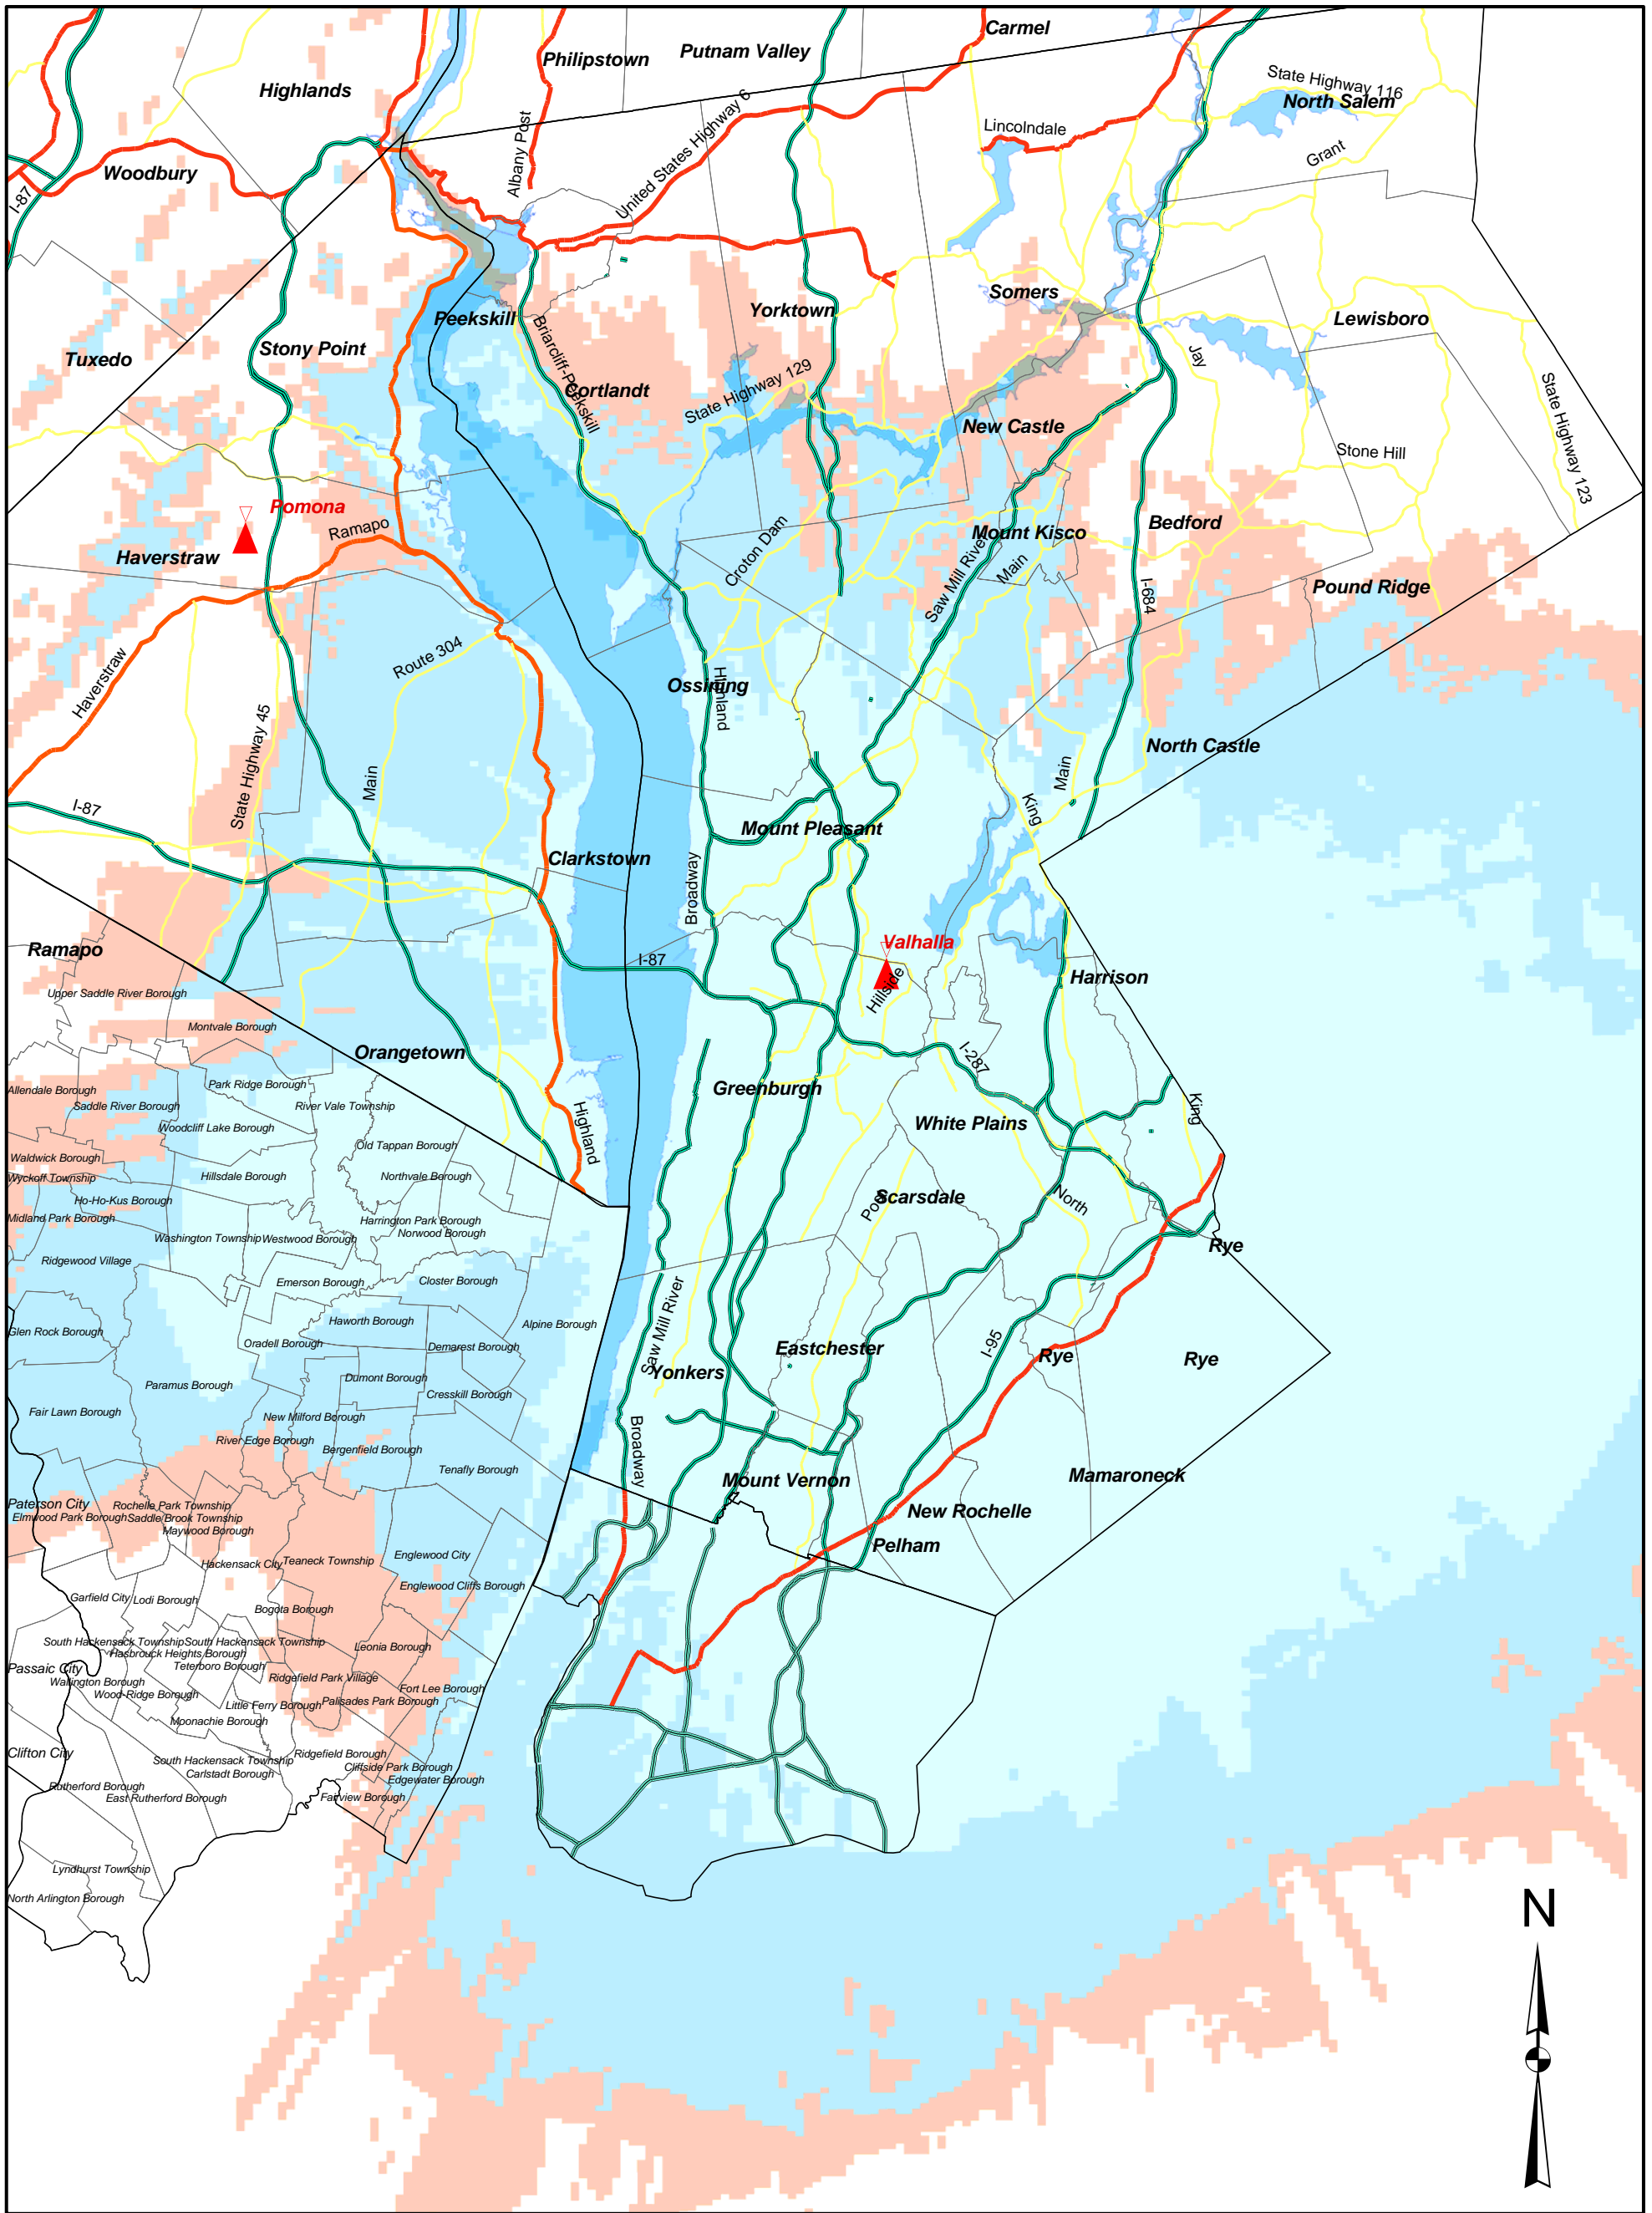 Carmel
Philipstown
Putnam Valley
Highlands
State Highway 116
North Salem
United States Highway 6
Lincolndale
Albany Post
Grant
Woodbury
I-87
Somers
Peekskill
Yorktown
Lewisboro
Tuxedo
Stony Point
Briarcliff-Peekskill
Cortlandt
State Highway 129
Jay
State Highway 123
New Castle
Stone Hill
Pomona
Ramapo
Haverstraw
Croton Dam
Saw Mill River
Mount Kisco
Main
Bedford
I-684
Pound Ridge
Haverstraw
Route 304
Ossining
Highland
State Highway 45
Main
North Castle
Main
I-87
King
Mount Pleasant
Clarkstown
Broadway
Ramapo
I-87
Valhalla
Hillside
Harrison
Upper Saddle River Borough
Montvale Borough
Orangetown
I-287
Allendale Borough
Park Ridge Borough
Greenburgh
Saddle River Borough
River Vale Township
King
Woodcliff Lake Borough
Highland
White Plains
Old Tappan Borough
Waldwick Borough
Wyckoff Township
Hillsdale Borough
Northvale Borough
Ho-Ho-Kus Borough
Scarsdale
North
Midland Park Borough
Harrington Park Borough
Norwood Borough
Washington Township
Westwood Borough
Rye
Ridgewood Village
Emerson Borough
Closter Borough
Saw Mill River
Glen Rock Borough
Haworth Borough
Alpine Borough
Oradell Borough
Demarest Borough
Eastchester
I-95
Rye
Rye
Yonkers
Paramus Borough
Dumont Borough
Cresskill Borough
Fair Lawn Borough
New Milford Borough
River Edge Borough
Bergenfield Borough
Broadway
Tenafly Borough
Mount Vernon
Mamaroneck
Paterson City
Rochelle Park Township
Elmwood Park Borough
Saddle Brook Township
Maywood Borough
New Rochelle
Pelham
Hackensack City
Teaneck Township
Englewood City
Englewood Cliffs Borough
Garfield City
Lodi Borough
Bogota Borough
South Hackensack Township
South Hackensack Township
Hasbrouck Heights Borough
Leonia Borough
Teterboro Borough
Passaic City
Wallington Borough
Ridgefield Park Village
Wood-Ridge Borough
Fort Lee Borough
Little Ferry Borough
Palisades Park Borough
Moonachie Borough
Clifton City
South Hackensack Township
Ridgefield Borough
Carlstadt Borough
Cliffside Park Borough
Edgewater Borough
Rutherford Borough
East Rutherford Borough
Fairview Borough
Lyndhurst Township
North Arlington Borough
N